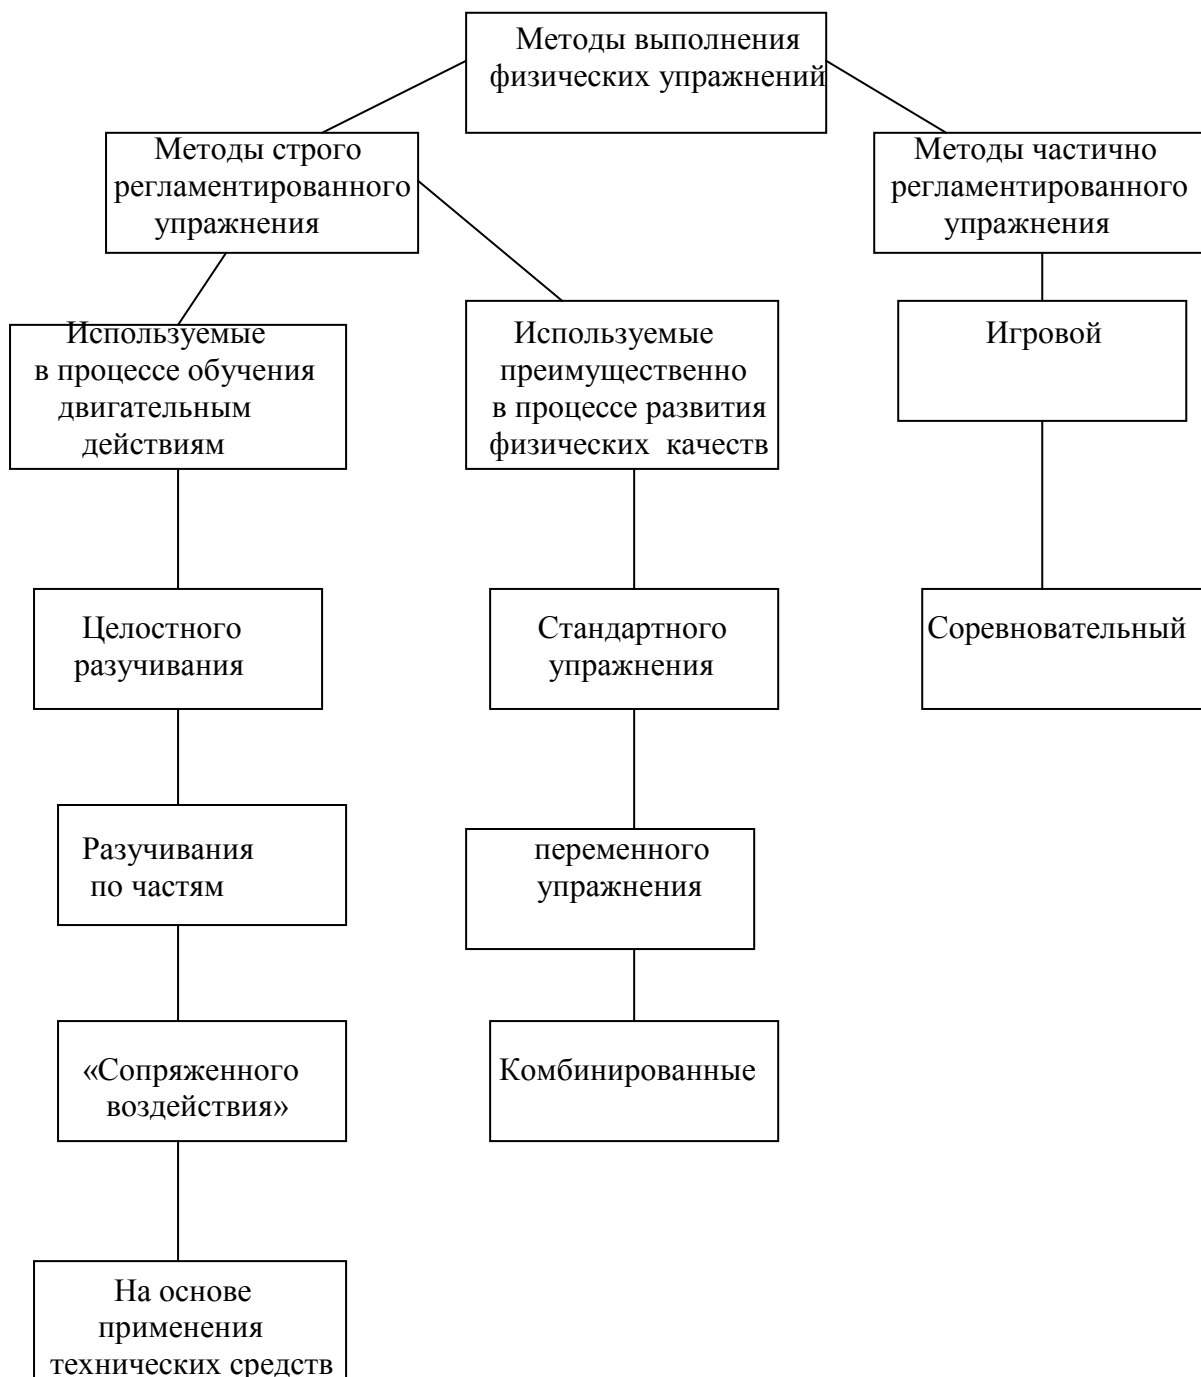 Методы выполнения
физических упражнений
Методы строго
регламентированного
упражнения
Методы частично
регламентированного
упражнения
Используемые
в процессе обучения
двигательным
действиям
Используемые
преимущественно
в процессе развития
физических качеств
Игровой
Целостного
разучивания
Стандартного
упражнения
Соревновательный
Разучивания
по частям
переменного
упражнения
«Сопряженного
воздействия»
Комбинированные
На основе
применения
технических средств